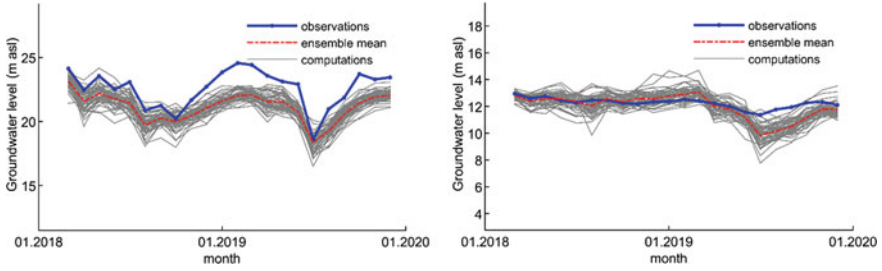 observations
ensemble mean
computations
Groundwater level (m asl)
25
20
15
01.2018
01.2019
01.2020
month
observations
ensemble mean
computations
Groundwater level (m asl)
18
16
14
12
10
8
6
4
01.2018
01.2019
01.2020
month